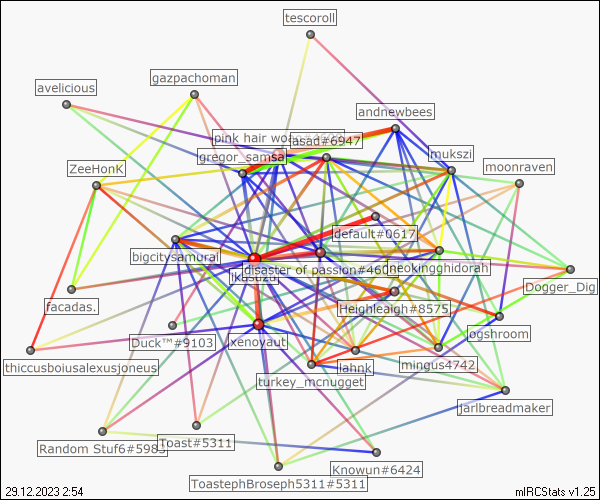 tescoroll
gazpachoman
avelicious
andnewbees
pink hair wo
asad#6947
gregor_samsa
mukszi
moonraven
ZeeHonK
default#0617
bigcitysamurai
disaster of passion#460
neokingghidorah
Dogger_Dig
facadas.
Heighleaigh#8575
ogshroom
Duck™#9103
xenoyaut
thiccusboiusalexusjoneus
lahnk
mingus4742
turkey_mcnugget
jarlbreadmaker
Random Stuf6#5985
Toast#5311
Knowun#6424
ToastephBroseph5311#5311
29.12.2023 2:54
mIRCStats v1.25